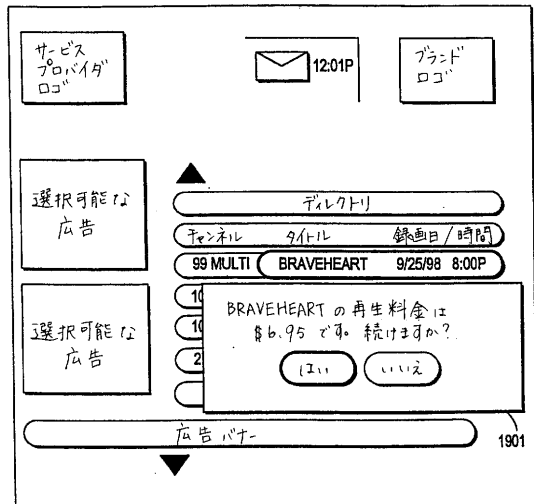 サービス
プロバイダ
ロゴ
12:01P
ブランド
ロゴ
選択可能な
広告
ディレクトリ
チャンネル タイトル 録画日/時間
99 MULTI BRAVEHEART 9/25/98 8:00P
10
10
2
選択可能な
広告
BRAVEHEART の再生料金は
$6.95 です。続けますか?
はい いいえ
広告バナー
1901